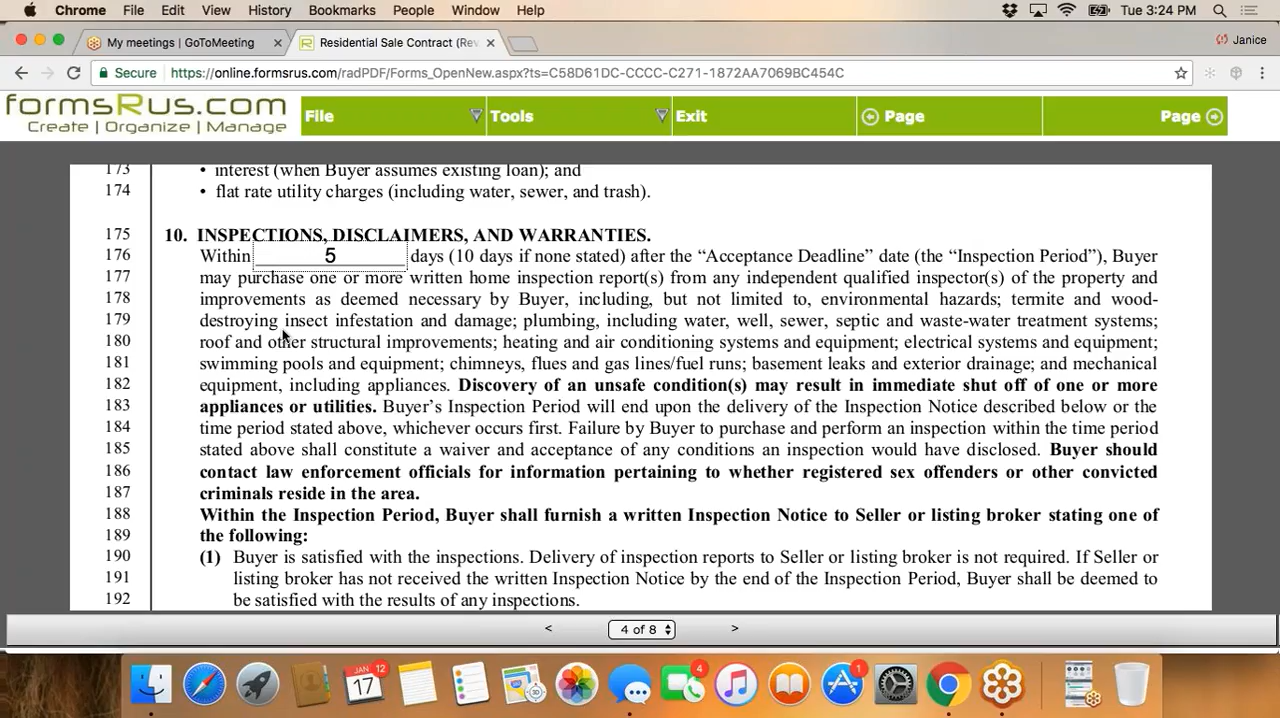 Chrome File Edit View History Bookmarks People Window Help Tue 3:24 PM
My meetings | GoToMeeting × Residential Sale Contract (Rev × Janice
Secure https://online.formsrus.com/radPDF/Forms_OpenNew.aspx?ts=C58D61DC-CCCC-C271-1872AA7069BC454C
formsRus.com
Create | Organize | Manage
File Tools Exit Page Page
173 • interest (when Buyer assumes existing loan); and
174 • flat rate utility charges (including water, sewer, and trash).
175 10. INSPECTIONS, DISCLAIMERS, AND WARRANTIES.
176 Within 5 days (10 days if none stated) after the “Acceptance Deadline” date (the “Inspection Period”), Buyer
177 may purchase one or more written home inspection report(s) from any independent qualified inspector(s) of the property and
178 improvements as deemed necessary by Buyer, including, but not limited to, environmental hazards; termite and wood-
179 destroying insect infestation and damage; plumbing, including water, well, sewer, septic and waste-water treatment systems;
180 roof and other structural improvements; heating and air conditioning systems and equipment; electrical systems and equipment;
181 swimming pools and equipment; chimneys, flues and gas lines/fuel runs; basement leaks and exterior drainage; and mechanical
182 equipment, including appliances. Discovery of an unsafe condition(s) may result in immediate shut off of one or more
183 appliances or utilities. Buyer’s Inspection Period will end upon the delivery of the Inspection Notice described below or the
184 time period stated above, whichever occurs first. Failure by Buyer to purchase and perform an inspection within the time period
185 stated above shall constitute a waiver and acceptance of any conditions an inspection would have disclosed. Buyer should
186 contact law enforcement officials for information pertaining to whether registered sex offenders or other convicted
187 criminals reside in the area.
188 Within the Inspection Period, Buyer shall furnish a written Inspection Notice to Seller or listing broker stating one of
189 the following:
190 (1) Buyer is satisfied with the inspections. Delivery of inspection reports to Seller or listing broker is not required. If Seller or
191 listing broker has not received the written Inspection Notice by the end of the Inspection Period, Buyer shall be deemed to
192 be satisfied with the results of any inspections.
< 4 of 8 >
JAN 12
17
4
1